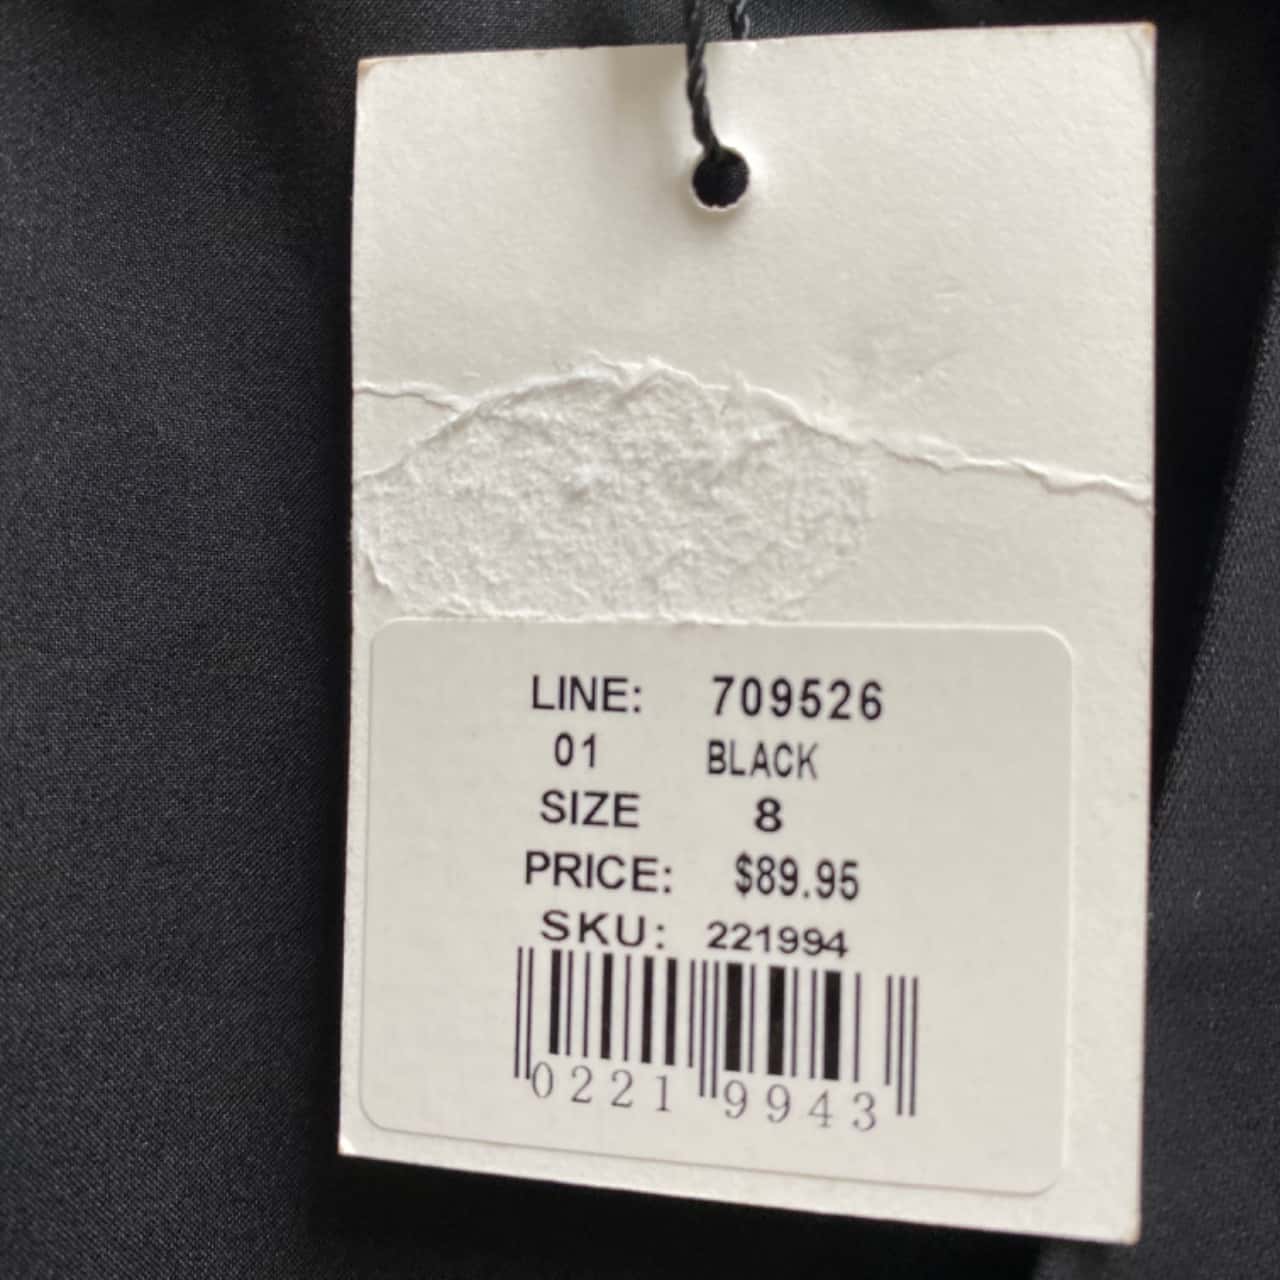 LINE: 709526
01 BLACK
SIZE 8
PRICE: $89.95
SKU: 221994
0221 9943